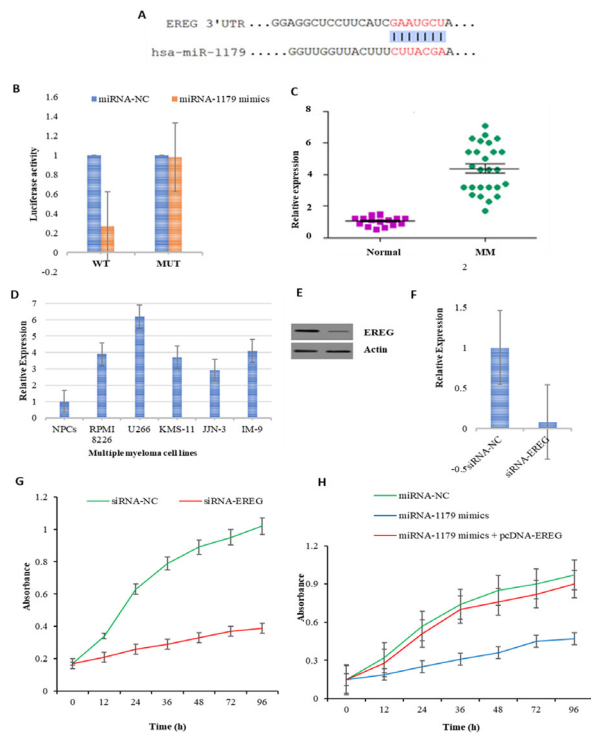 A
EREG 3'UTR ...GGAGGCUCCUUCAUCGAAUGCUA...
hsa-miR-1179 .....GGUUGGUUACUUUCUUACGAA...
B
miRNA-NC
miRNA-1179 mimics
Luciferase activity
1.6
1.4
1.2
1
0.8
0.6
0.4
0.2
0
-0.2
WT
MUT
C
Relative expression
8
6
4
2
0
Normal
MM
2
D
Relative Expression
7
6
5
4
3
2
1
0
NPCs
RPMI 8226
U266
KMS-11
JJN-3
IM-9
Multiple myeloma cell lines
E
EREG
Actin
F
Relative Expression
1.5
1
0.5
0
-0.5
siRNA-NC
siRNA-EREG
G
siRNA-NC
siRNA-EREG
Absorbance
1.2
1
0.8
0.6
0.4
0.2
0
0 12 24 36 48 72 96
Time (h)
H
miRNA-NC
miRNA-1179 mimics
miRNA-1179 mimics + pcDNA-EREG
Absorbance
1.2
0.9
0.6
0.3
0
0 12 24 36 48 72 96
Time (h)